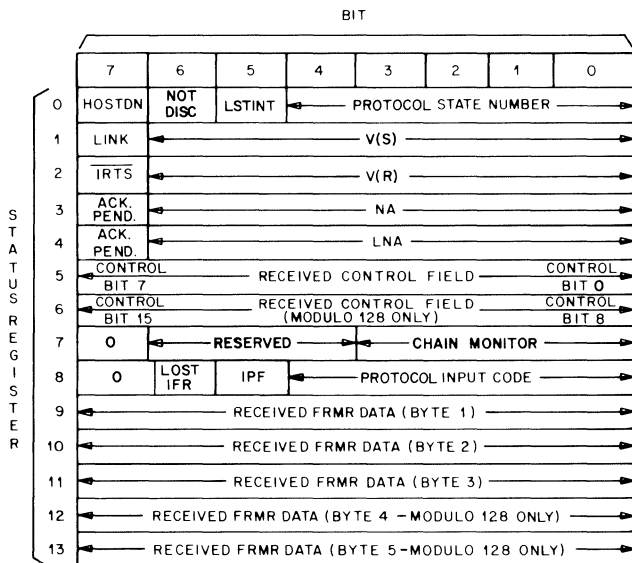 BIT
7 6 5 4 3 2 1 0
STATUS REGISTER
0 HOSTDN NOT DISC LSTINT PROTOCOL STATE NUMBER
1 LINK V(S)
2 IRTS V(R)
3 ACK. PEND. NA
4 ACK. PEND. LNA
5 CONTROL BIT 7 RECEIVED CONTROL FIELD CONTROL BIT 0
6 CONTROL BIT 15 RECEIVED CONTROL FIELD (MODULO 128 ONLY) CONTROL BIT 8
7 0 RESERVED CHAIN MONITOR
8 0 LOST IFR IPF PROTOCOL INPUT CODE
9 RECEIVED FRMR DATA (BYTE 1)
10 RECEIVED FRMR DATA (BYTE 2)
11 RECEIVED FRMR DATA (BYTE 3)
12 RECEIVED FRMR DATA (BYTE 4 - MODULO 128 ONLY)
13 RECEIVED FRMR DATA (BYTE 5 - MODULO 128 ONLY)